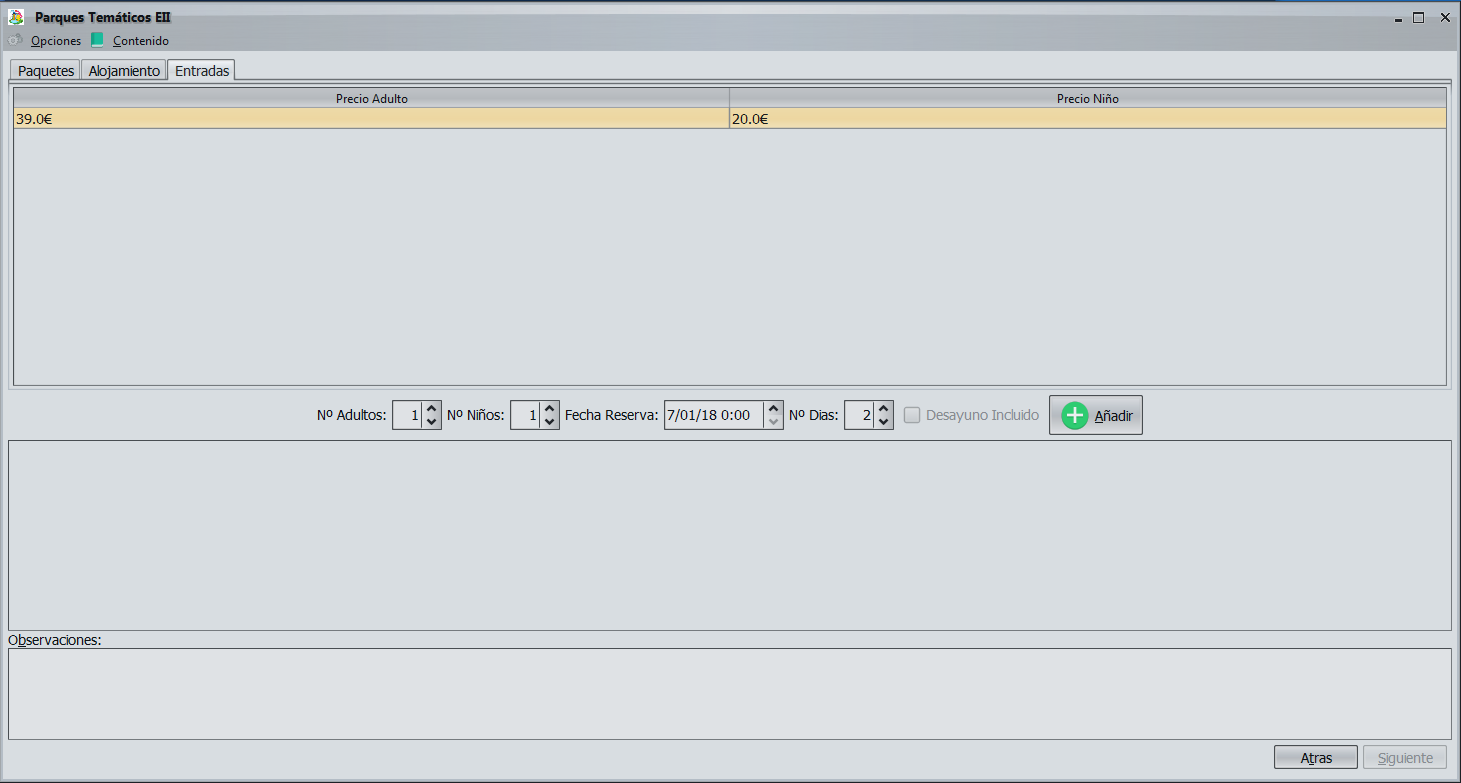 Parques Temáticos EII
Opciones Contenido
Paquetes Alojamiento Entradas
Precio Adulto Precio Niño
39.0€ 20.0€
Nº Adultos: 1 Nº Niños: 1 Fecha Reserva: 7/01/18 0:00 Nº Dias: 2 Desayuno Incluido Añadir
Observaciones:
Atras Siguiente